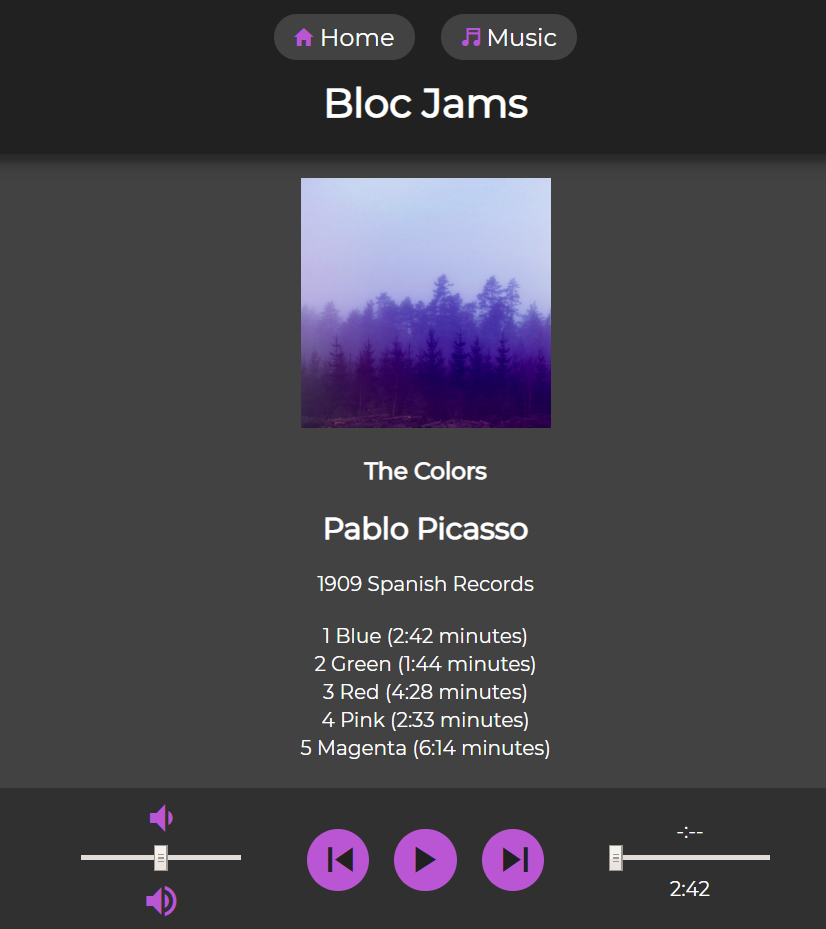 Home Music
Bloc Jams
The Colors
Pablo Picasso
1909 Spanish Records
1 Blue (2:42 minutes)
2 Green (1:44 minutes)
3 Red (4:28 minutes)
4 Pink (2:33 minutes)
5 Magenta (6:14 minutes)
-:--
2:42